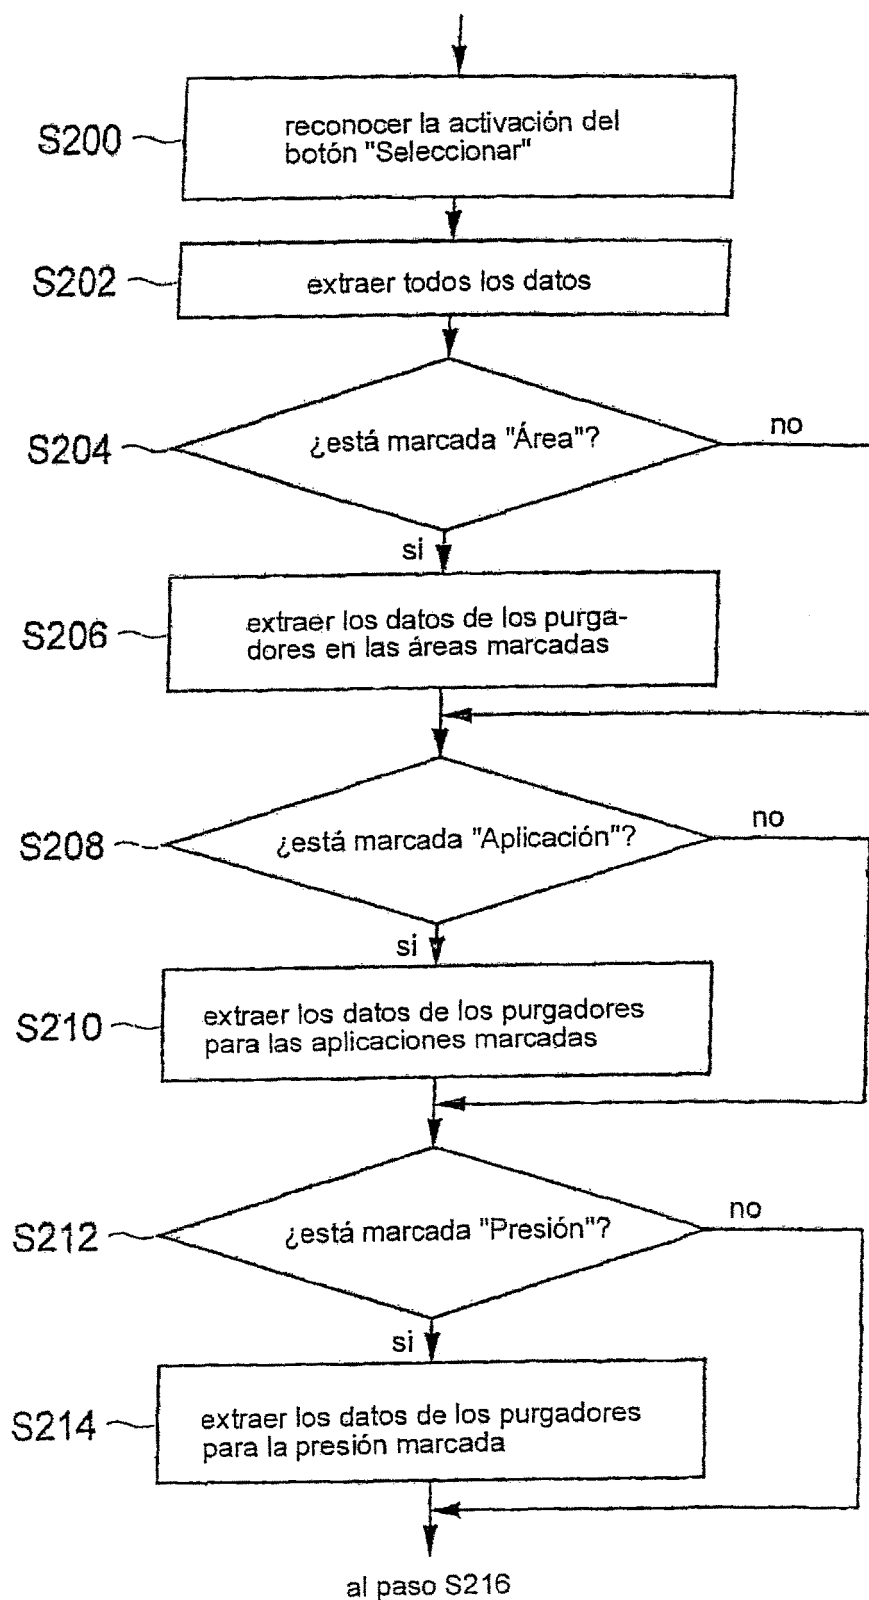 S200
reconocer la activación del
botón "Seleccionar"
S202
extraer todos los datos
S204
¿está marcada "Área"?
no
si
S206
extraer los datos de los purga-
dores en las áreas marcadas
S208
¿está marcada "Aplicación"?
no
si
S210
extraer los datos de los purgadores
para las aplicaciones marcadas
S212
¿está marcada "Presión"?
no
si
S214
extraer los datos de los purgadores
para la presión marcada
al paso S216